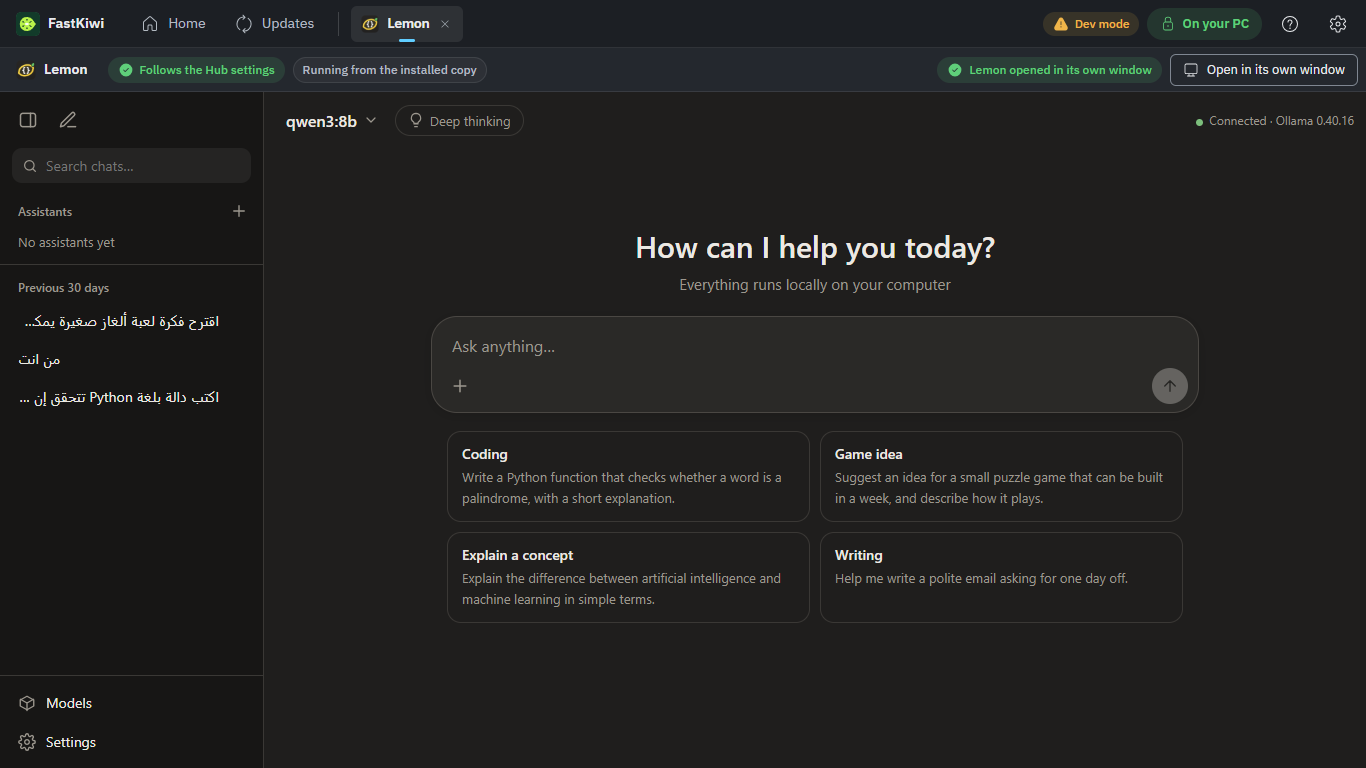 FastKiwi
Home
Updates
Lemon
Dev mode
On your PC
Lemon
Follows the Hub settings
Running from the installed copy
Lemon opened in its own window
Open in its own window
qwen3:8b
Deep thinking
Connected · Ollama 0.40.16
Search chats...
Assistants
No assistants yet
Previous 30 days
اقترح فكرة لعبة ألغاز صغيرة يمكـ...
من انت
اكتب دالة بلغة Python تتحقق إن ...
Models
Settings
How can I help you today?
Everything runs locally on your computer
Ask anything...
Coding
Write a Python function that checks whether a word is a
palindrome, with a short explanation.
Game idea
Suggest an idea for a small puzzle game that can be built
in a week, and describe how it plays.
Explain a concept
Explain the difference between artificial intelligence and
machine learning in simple terms.
Writing
Help me write a polite email asking for one day off.